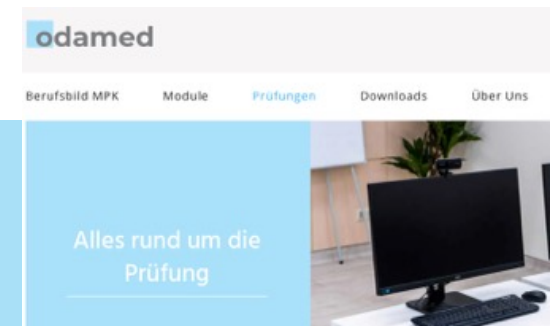 odamed
Berufsbild MPK Module Prüfungen Downloads Über Uns
Alles rund um die
Prüfung